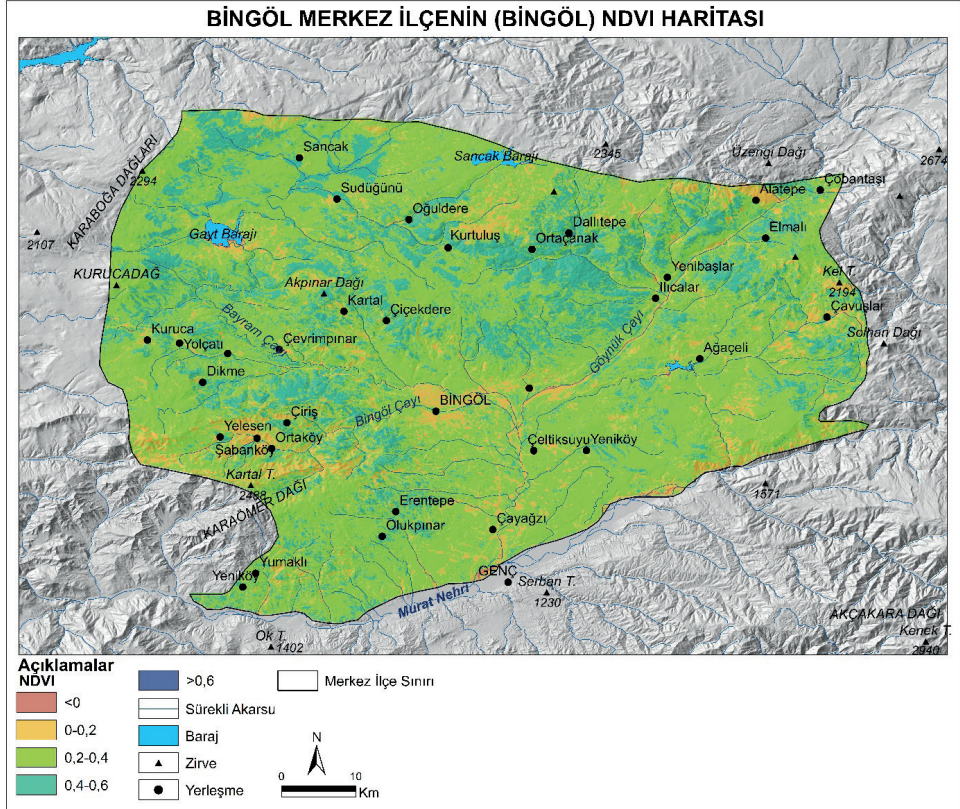 BİNGÖL MERKEZ İLÇENİN (BİNGÖL) NDVI HARİTASI
Sancak
Sancak Barajı
2345
Üzengi Dağı
2674
KARABOĞA DAĞLARI
2294
Sudüğünü
Alatepe
Çobantaşı
Oğuldere
Dallıtepe
Elmalı
2107
Gayt Barajı
Kurtuluş
Ortaçanak
KURUCADAĞ
Akpınar Dağı
Yenibaşlar
Ilıcalar
Kel T.
2194
Kartal
Çiçekdere
Çavuşlar
Bayram Çayı
Göynük Çayı
Solhan Dağı
Kuruca
Yolçatı
Çevrimpınar
Ağaçeli
Dikme
Bingöl Çayı
BİNGÖL
Çiriş
Yelesen
Ortaköy
Şabanköy
Çeltiksuyu
Yeniköy
Kartal T.
2488
1571
KARAÖMER DAĞI
Erentepe
Olukpınar
Çayağzı
Yumaklı
Yeniköy
GENÇ
Serban T.
1230
Murat Nehri
AKÇAKARA DAĞI
Kenek T.
2940
Ok T.
1402
Açıklamalar
NDVI
<0
0-0,2
0,2-0,4
0,4-0,6
>0,6
Sürekli Akarsu
Baraj
Zirve
Yerleşme
Merkez İlçe Sınırı
N
0 10
Km